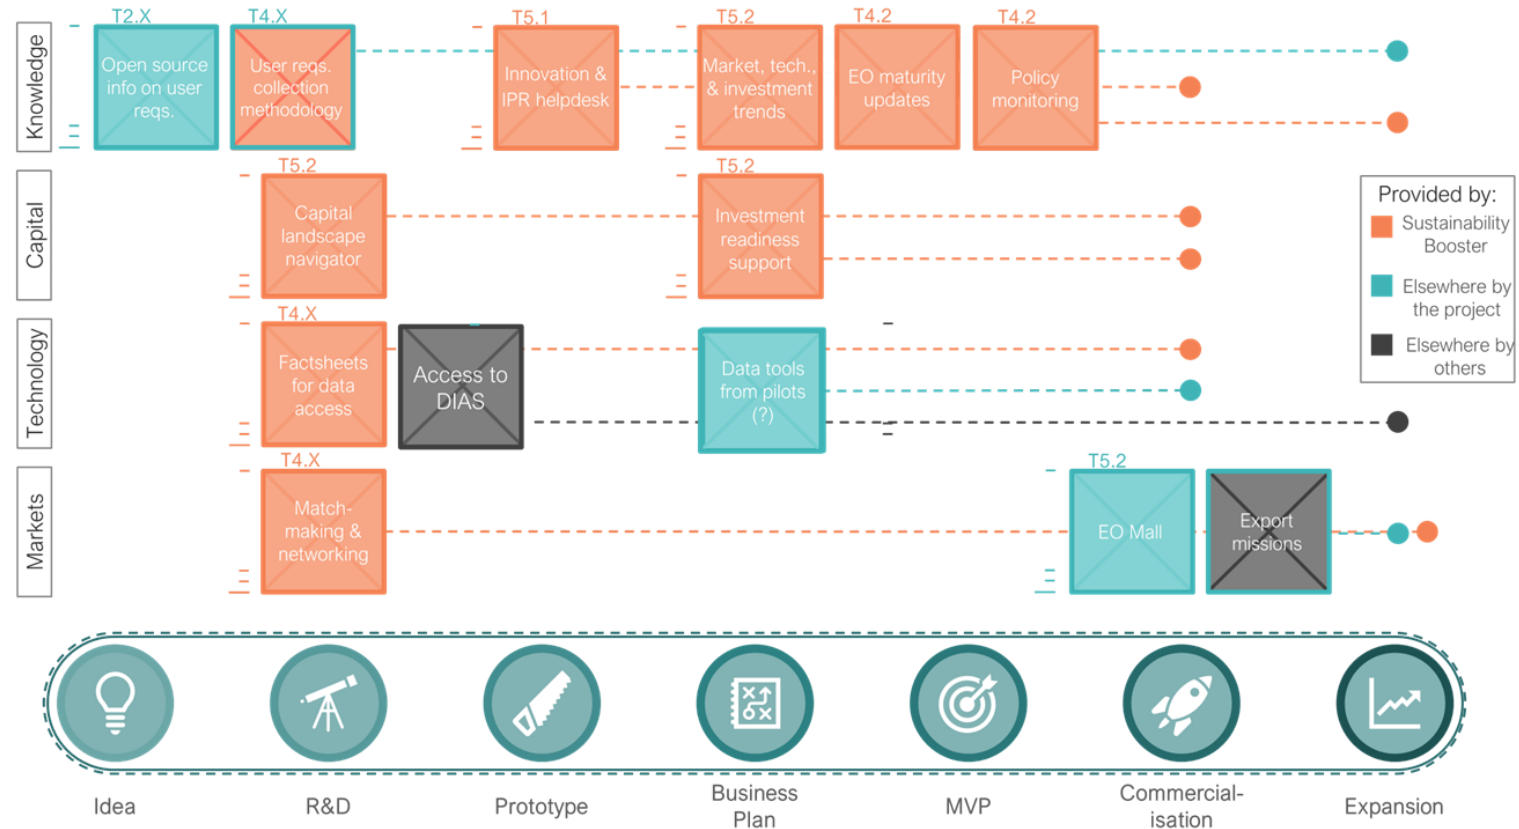 T2.X
T4.X
T5.1
T5.2
T4.2
T4.2
Knowledge
Open source
info on user
reqs.
User reqs.
collection
methodology
Innovation &
IPR helpdesk
Market, tech.,
& investment
trends
EO maturity
updates
Policy
monitoring
T5.2
T5.2
Capital
Capital
landscape
navigator
Investment
readiness
support
Provided by:
Sustainability
Booster
Elsewhere by
the project
Elsewhere by
others
T4.X
Technology
Factsheets
for data
access
Access to
DIAS
Data tools
from pilots
(?)
T4.X
T5.2
Markets
Match-
making &
networking
EO Mall
Export
missions
Idea
R&D
Prototype
Business
Plan
MVP
Commercial-
isation
Expansion